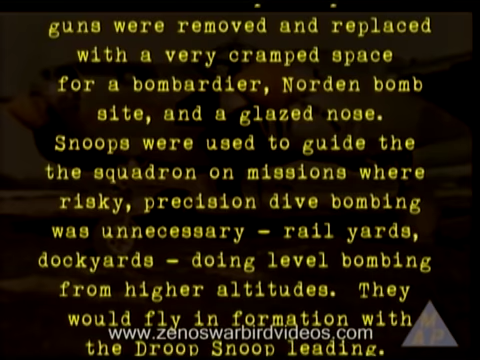 guns were removed and replaced
with a very cramped space
for a bombardier, Norden bomb
site, and a glazed nose.
Snoops were used to guide the
the squadron on missions where
risky, precision dive bombing
was unnecessary – rail yards,
dockyards – doing level bombing
from higher altitudes. They
would fly in formation with
www.zenoswarbirdvideos.com
the Droop Snoop leading.